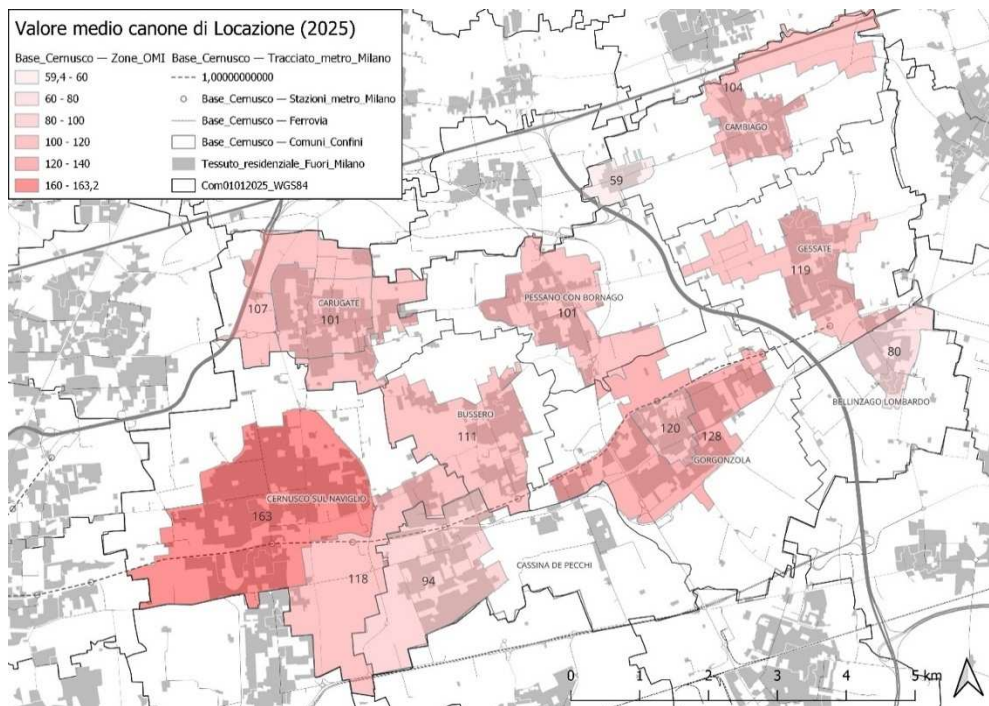 Valore medio canone di Locazione (2025)
Base_Cernusco — Zone_OMI
59,4 - 60
60 - 80
80 - 100
100 - 120
120 - 140
160 - 163,2
Base_Cernusco — Tracciato_metro_Milano
1,00000000000
Base_Cernusco — Stazioni_metro_Milano
Base_Cernusco — Ferrovia
Base_Cernusco — Comuni_Confini
Tessuto_residenziale_Fuori_Milano
Com01012025_WGS84
104
CAMBIAGO
59
GESSATE
119
107
CARUGATE
101
PESSANO CON BORNAGO
101
80
BELLINZAGO LOMBARDO
BUSSERO
111
120
128
GORGONZOLA
CERNUSCO SUL NAVIGLIO
163
CASSINA DE PECCHI
118
94
0 1 2 3 4 5 km